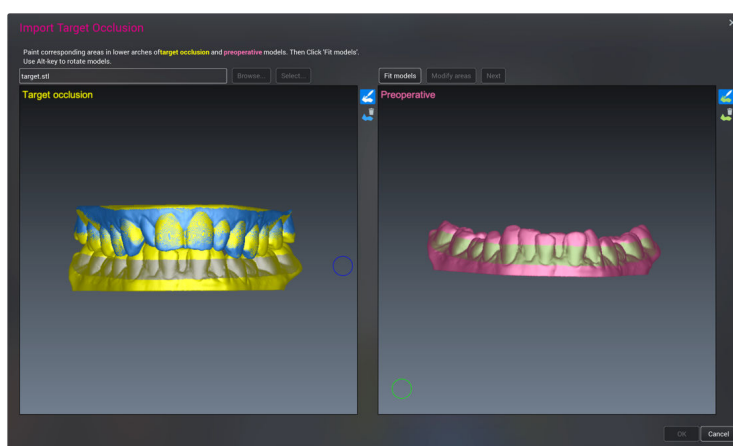 Import Target Occlusion
Paint corresponding areas in lower arches oftarget occlusion and preoperative models. Then Click 'Fit models'.
Use Alt-key to rotate models.
target.stl
Browse...
Select...
Fit models
Modify areas
Next
Target occlusion
Preoperative
OK
Cancel